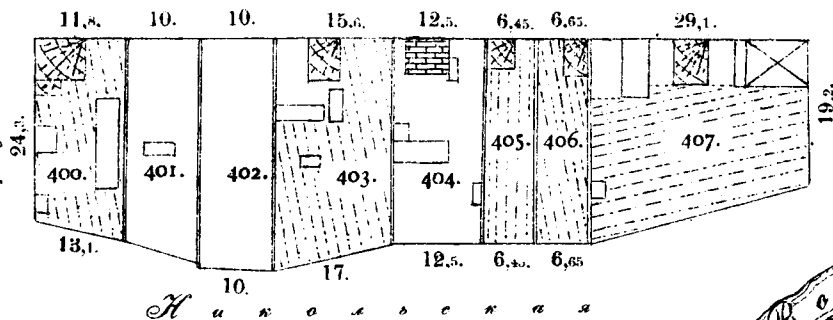 11,8. 10. 10. 15,6. 12,5. 6,45. 6,65. 29,1.
24,3. 19,2.
400. 401. 402. 403. 404. 405. 406. 407.
13,1. 10. 17. 12,5. 6,45. 6,65
Никольская